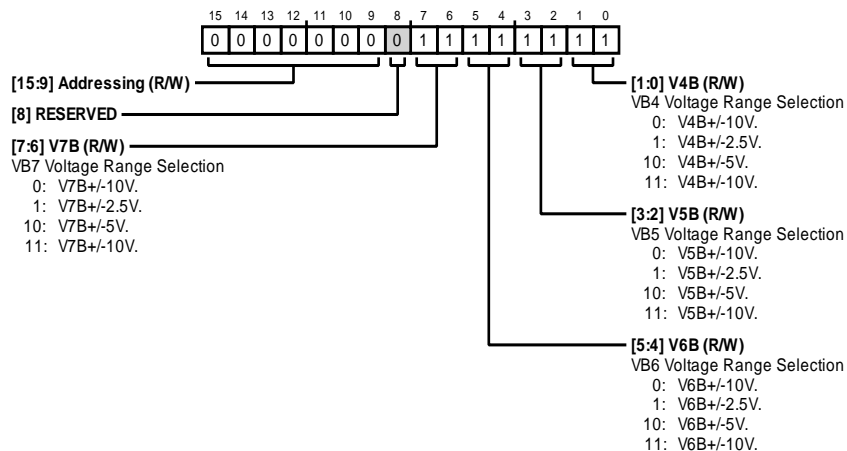 15 14 13 12 11 10 9 8 7 6 5 4 3 2 1 0
0 0 0 0 0 0 0 0 1 1 1 1 1 1 1 1
[15:9] Addressing (R/W)
[8] RESERVED
[7:6] V7B (R/W)
VB7 Voltage Range Selection
0: V7B+/-10V.
1: V7B+/-2.5V.
10: V7B+/-5V.
11: V7B+/-10V.
[1:0] V4B (R/W)
VB4 Voltage Range Selection
0: V4B+/-10V.
1: V4B+/-2.5V.
10: V4B+/-5V.
11: V4B+/-10V.
[3:2] V5B (R/W)
VB5 Voltage Range Selection
0: V5B+/-10V.
1: V5B+/-2.5V.
10: V5B+/-5V.
11: V5B+/-10V.
[5:4] V6B (R/W)
VB6 Voltage Range Selection
0: V6B+/-10V.
1: V6B+/-2.5V.
10: V6B+/-5V.
11: V6B+/-10V.